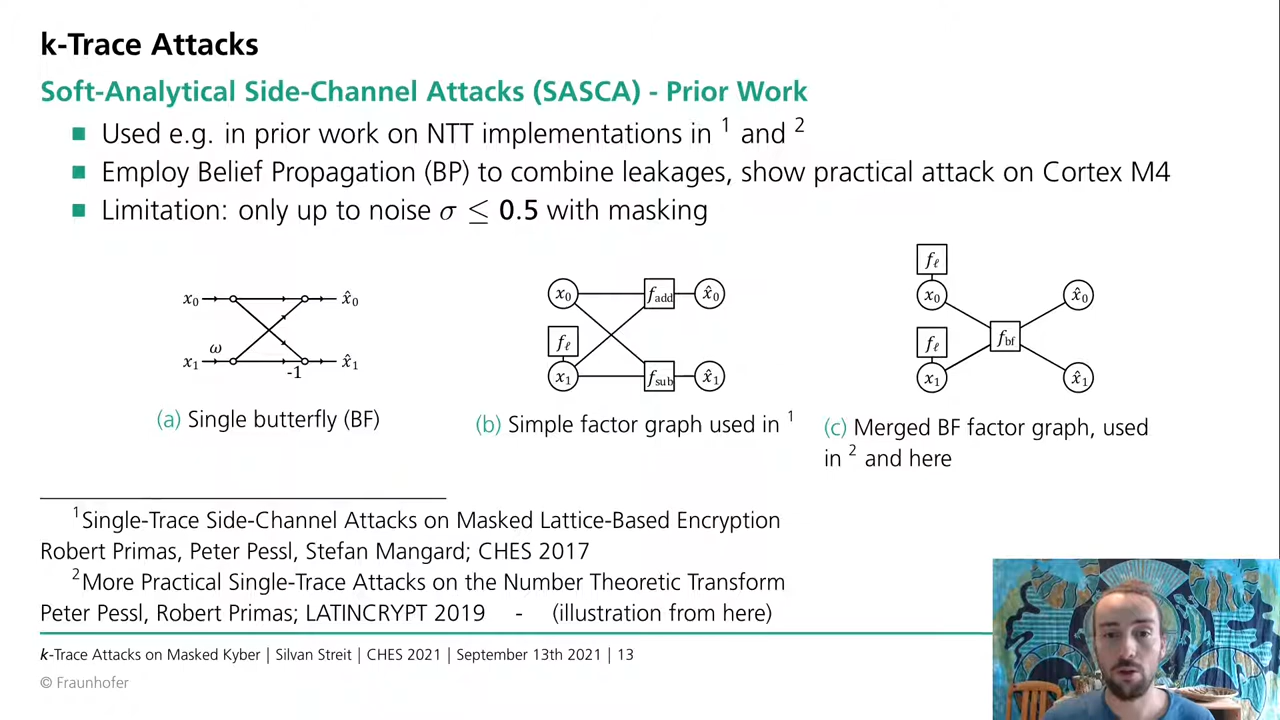 k-Trace Attacks
Soft-Analytical Side-Channel Attacks (SASCA) - Prior Work
Used e.g. in prior work on NTT implementations in 1 and 2
Employ Belief Propagation (BP) to combine leakages, show practical attack on Cortex M4
Limitation: only up to noise σ ≤ 0.5 with masking
x0 x̂0
ω
x1 -1 x̂1
(a) Single butterfly (BF)
x0 fadd x̂0
fℓ
x1 fsub x̂1
(b) Simple factor graph used in 1
fℓ
x0 x̂0
fℓ fbf
x1 x̂1
(c) Merged BF factor graph, used
in 2 and here
1Single-Trace Side-Channel Attacks on Masked Lattice-Based Encryption
Robert Primas, Peter Pessl, Stefan Mangard; CHES 2017
2More Practical Single-Trace Attacks on the Number Theoretic Transform
Peter Pessl, Robert Primas; LATINCRYPT 2019 - (illustration from here)
k-Trace Attacks on Masked Kyber | Silvan Streit | CHES 2021 | September 13th 2021 | 13
© Fraunhofer